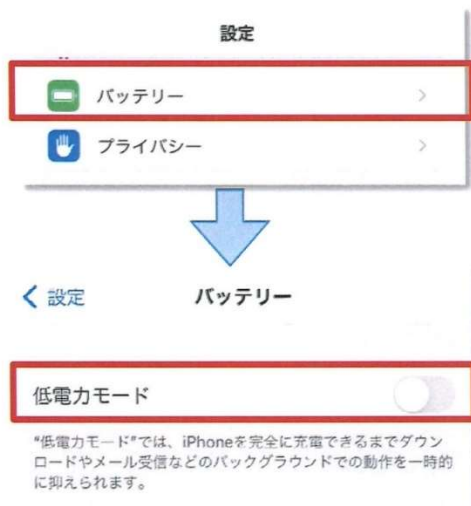 設定
バッテリー
プライバシー
設定
バッテリー
低電力モード
"低電力モード"では、iPhoneを完全に充電できるまでダウン
ロードやメール受信などのバックグラウンドでの動作を一時的
に抑えられます。